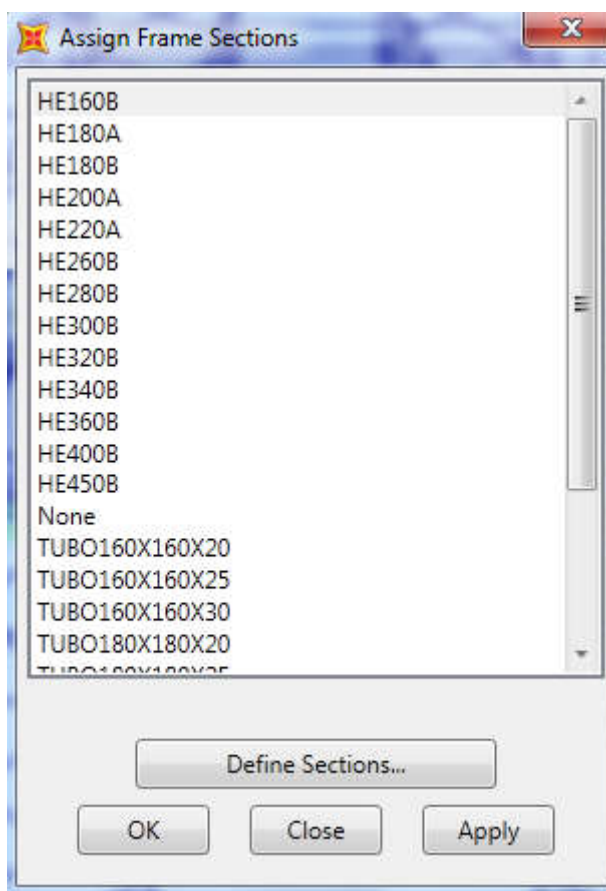 Assign Frame Sections
HE160B
HE180A
HE180B
HE200A
HE220A
HE260B
HE280B
HE300B
HE320B
HE340B
HE360B
HE400B
HE450B
None
TUBO160X160X20
TUBO160X160X25
TUBO160X160X30
TUBO180X180X20
TUBO180X180X25
Define Sections...
OK Close Apply